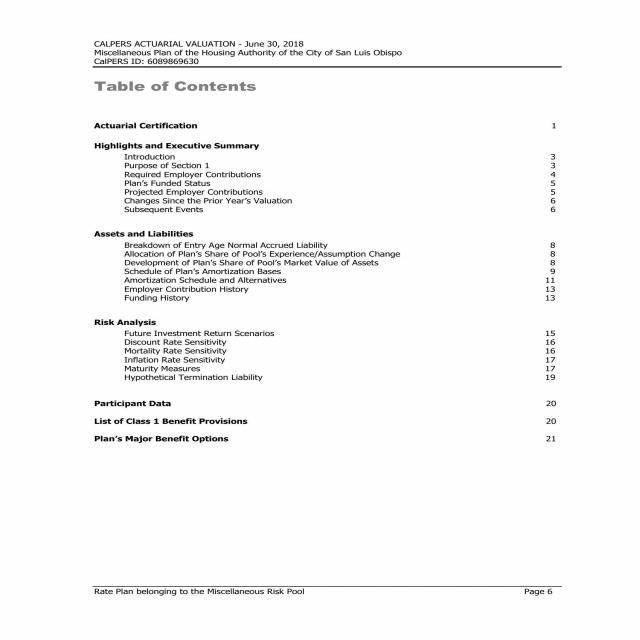 CALPERS ACTUARIAL VALUATION - June 30, 2018
Miscellaneous Plan of the Housing Authority of the City of San Luis Obispo
CalPERS ID: 6089869630
Table of Contents
Actuarial Certification 1
Highlights and Executive Summary
Introduction 3
Purpose of Section 1 3
Required Employer Contributions 4
Plan's Funded Status 5
Projected Employer Contributions 5
Changes Since the Prior Year's Valuation 6
Subsequent Events 6
Assets and Liabilities
Breakdown of Entry Age Normal Accrued Liability 8
Allocation of Plan's Share of Pool's Experience/Assumption Change 8
Development of Plan's Share of Pool's Market Value of Assets 8
Schedule of Plan's Amortization Bases 9
Amortization Schedule and Alternatives 11
Employer Contribution History 13
Funding History 13
Risk Analysis
Future Investment Return Scenarios 15
Discount Rate Sensitivity 16
Mortality Rate Sensitivity 16
Inflation Rate Sensitivity 17
Maturity Measures 17
Hypothetical Termination Liability 19
Participant Data 20
List of Class 1 Benefit Provisions 20
Plan's Major Benefit Options 21
Rate Plan belonging to the Miscellaneous Risk Pool Page 6